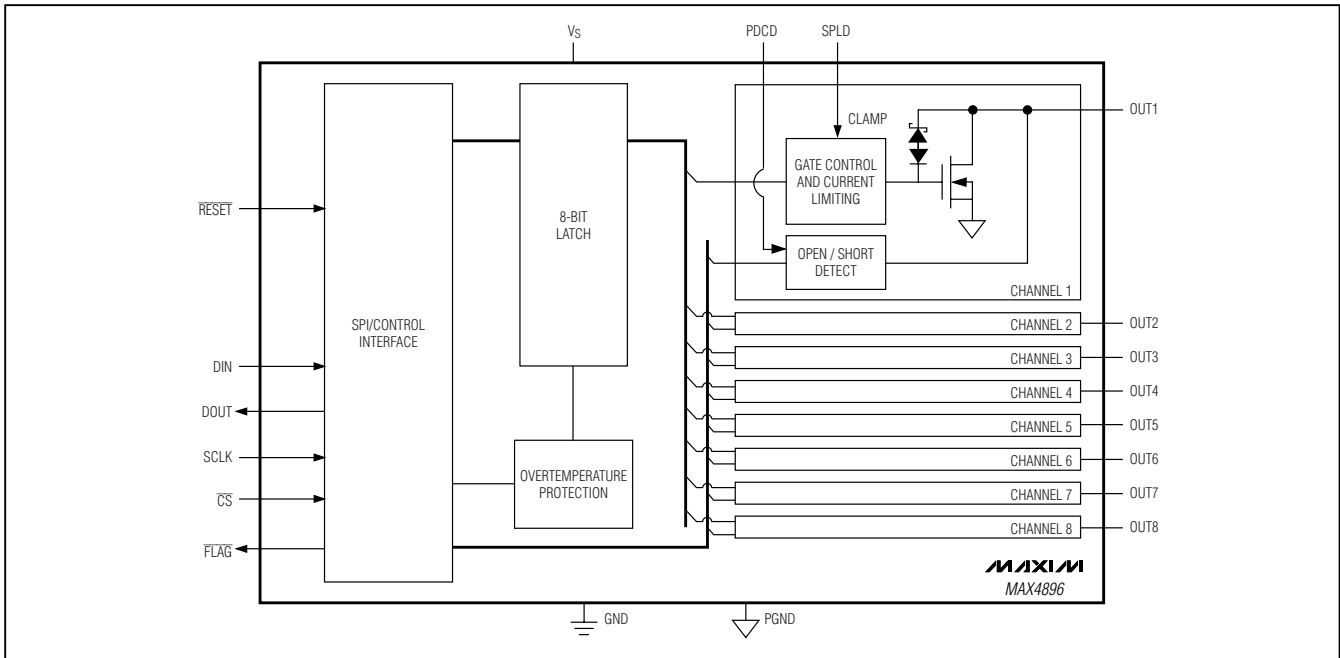 VS
PDCD
SPLD
CLAMP
OUT1
GATE CONTROL
AND CURRENT
LIMITING
RESET
8-BIT
LATCH
OPEN / SHORT
DETECT
CHANNEL 1
SPI/CONTROL
INTERFACE
CHANNEL 2
OUT2
CHANNEL 3
OUT3
DIN
CHANNEL 4
OUT4
DOUT
CHANNEL 5
OUT5
SCLK
CHANNEL 6
OUT6
OVERTEMPERATURE
PROTECTION
CS
CHANNEL 7
OUT7
CHANNEL 8
OUT8
FLAG
MAXIM
MAX4896
GND
PGND